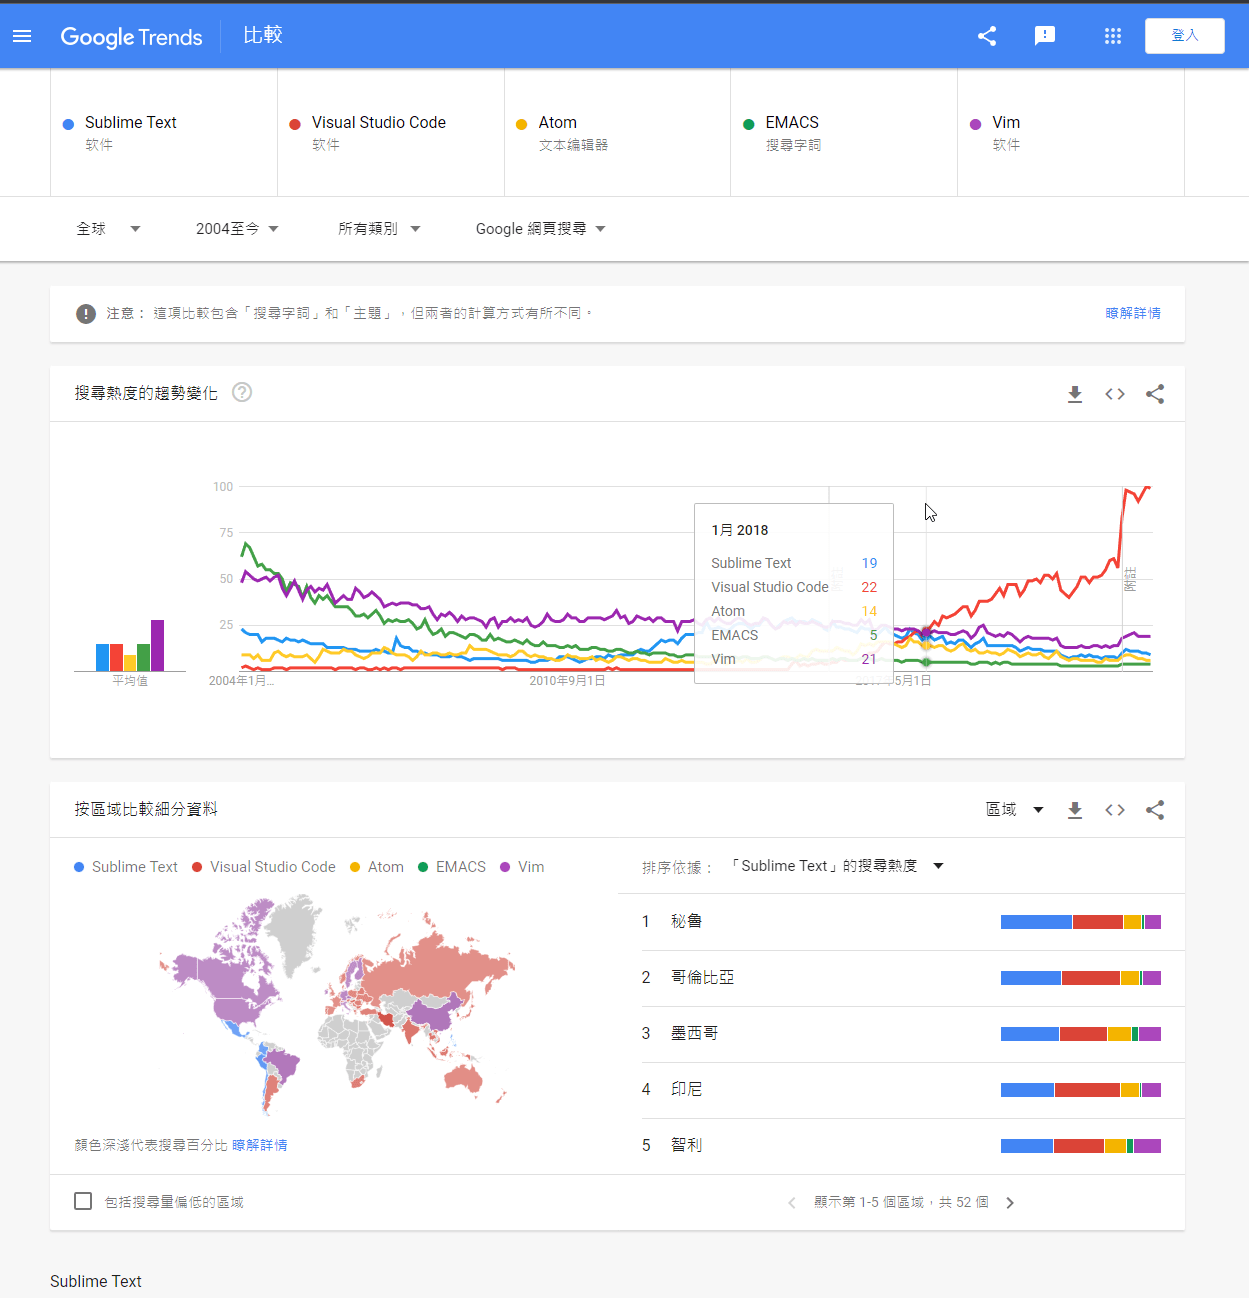 Google Trends 比較
登入
Sublime Text
软件
Visual Studio Code
软件
Atom
文本编辑器
EMACS
搜尋字詞
Vim
软件
全球 2004至今 所有類別 Google 網頁搜尋
注意： 這項比較包含「搜尋字詞」和「主題」，但兩者的計算方式有所不同。 瞭解詳情
搜尋熱度的趨勢變化
100
75
50
25
平均值
2004年1月…
2010年9月1日
2017年5月1日
附註
1月 2018
Sublime Text 19
Visual Studio Code 22
Atom 14
EMACS 5
Vim 21
按區域比較細分資料 區域
Sublime Text Visual Studio Code Atom EMACS Vim
排序依據： 「Sublime Text」的搜尋熱度
1 秘魯
2 哥倫比亞
3 墨西哥
4 印尼
5 智利
顏色深淺代表搜尋百分比 瞭解詳情
包括搜尋量偏低的區域
顯示第 1-5 個區域，共 52 個
Sublime Text